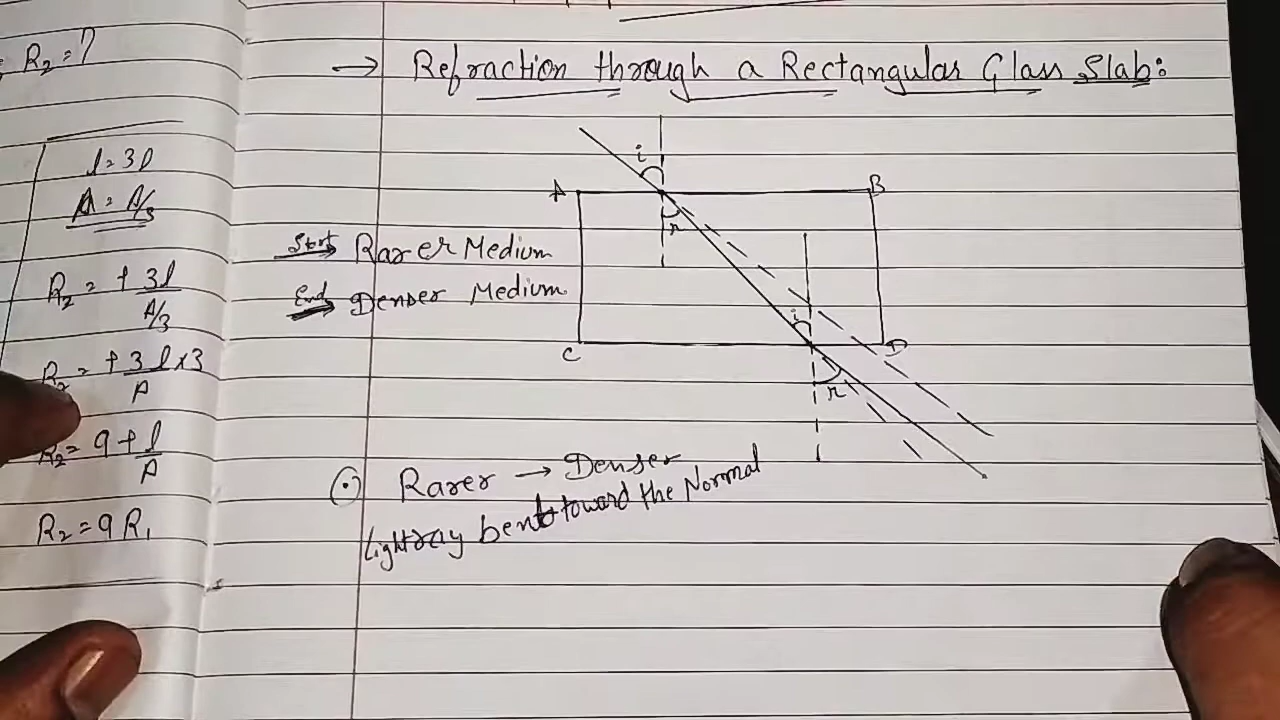 R₂ = ?
l = 3l
A = A/3
R₂ = ρ 3l
A/3
R₂ = ρ 3l × 3
A
R₂ = 9 ρ l
A
R₂ = 9 R₁
→ Refraction through a Rectangular Glass Slab:
i
A
B
r
Start → Rarer Medium
End → Denser Medium
i
C
D
r
⊙ Rarer → Denser
Light ray bent toward the Normal